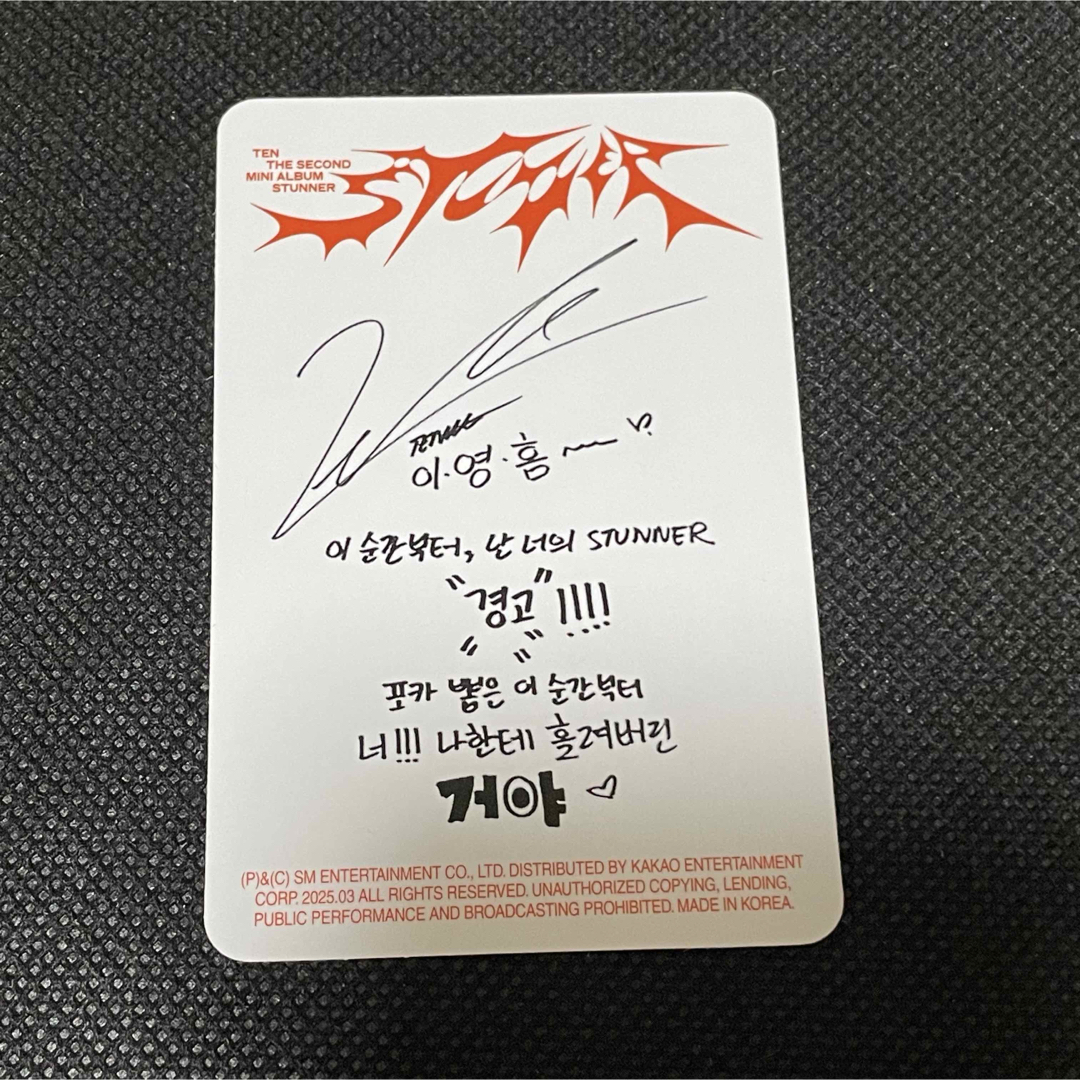 TEN
THE SECOND
MINI ALBUM
STUNNER
STUNNER
이·영·흠~
이 순간부터, 난 너의 STUNNER
"경고"!!!!
포카 뽑은 이 순간부터
너!!! 나한테 홀려버린
거야♡
(P)&(C) SM ENTERTAINMENT CO., LTD. DISTRIBUTED BY KAKAO ENTERTAINMENT
CORP. 2025.03 ALL RIGHTS RESERVED. UNAUTHORIZED COPYING, LENDING,
PUBLIC PERFORMANCE AND BROADCASTING PROHIBITED. MADE IN KOREA.